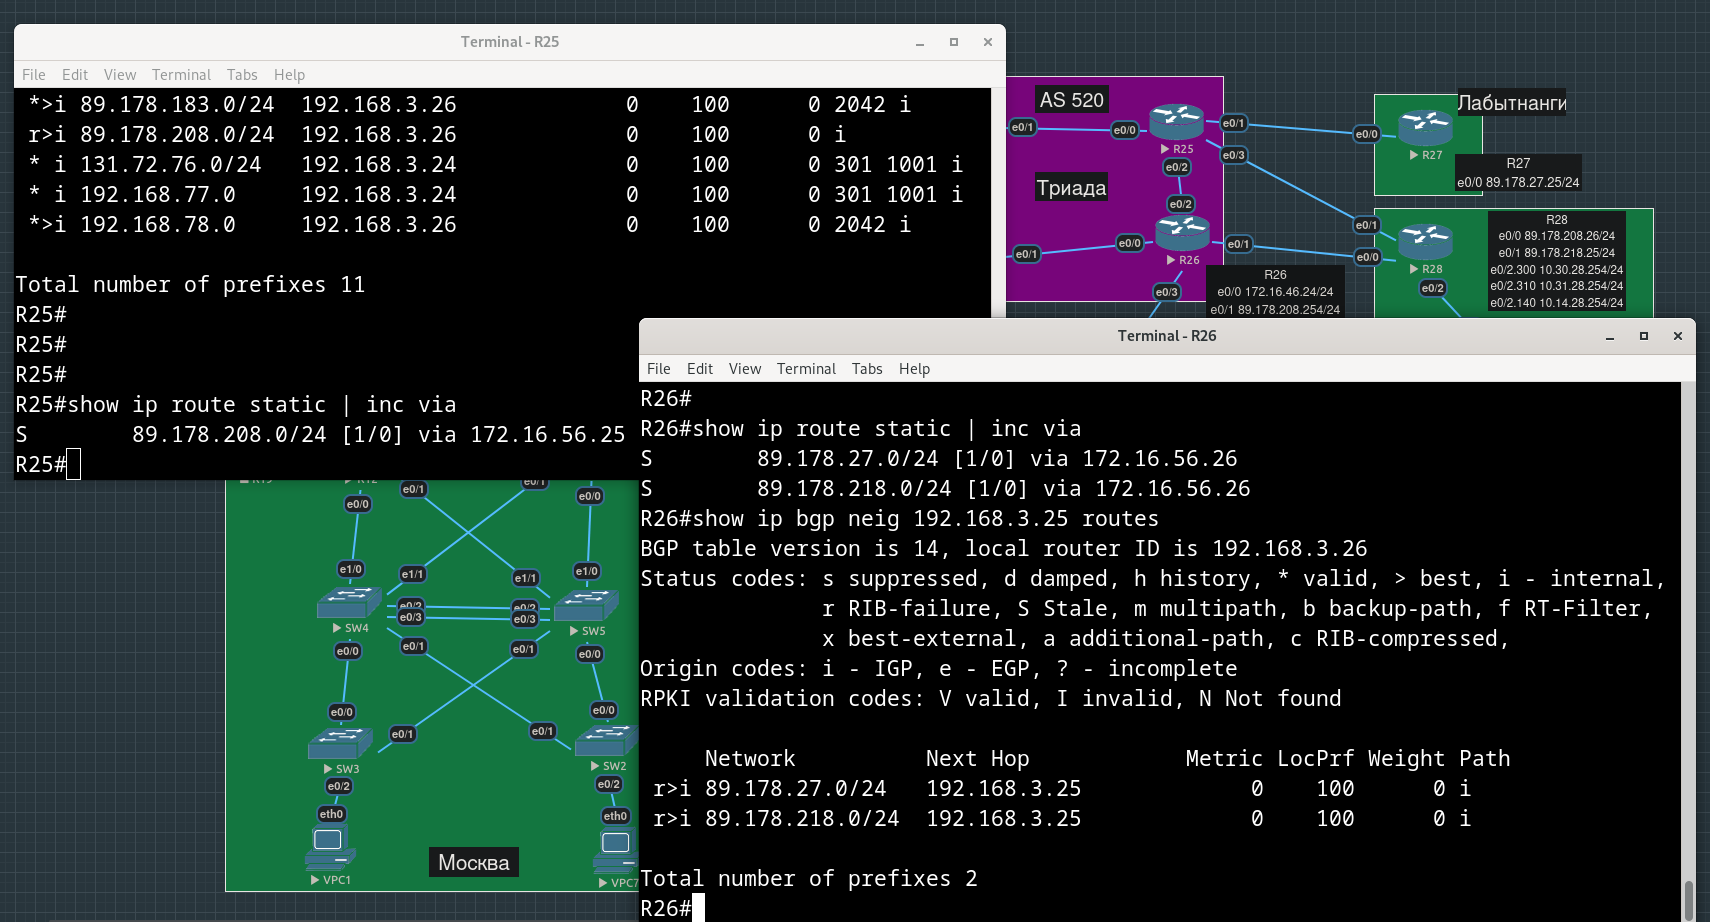 Terminal - R25
File Edit View Terminal Tabs Help
*>i 89.178.183.0/24 192.168.3.26 0 100 0 2042 i
r>i 89.178.208.0/24 192.168.3.26 0 100 0 i
* i 131.72.76.0/24 192.168.3.24 0 100 0 301 1001 i
* i 192.168.77.0 192.168.3.24 0 100 0 301 1001 i
*>i 192.168.78.0 192.168.3.26 0 100 0 2042 i
Total number of prefixes 11
R25#
R25#
R25#
R25#show ip route static | inc via
S 89.178.208.0/24 [1/0] via 172.16.56.25
R25#
AS 520
Лабытнанги
e0/1
e0/0
e0/1
e0/0
R25
R27
e0/3
R27
e0/0 89.178.27.25/24
e0/2
Триада
e0/2
R28
e0/0 89.178.208.26/24
e0/1 89.178.218.25/24
e0/2.300 10.30.28.254/24
e0/2.310 10.31.28.254/24
e0/2.140 10.14.28.254/24
e0/1
e0/1
e0/0
e0/1
e0/0
R26
R28
e0/3
e0/2
R26
e0/0 172.16.46.24/24
e0/1 89.178.208.254/24
Terminal - R26
File Edit View Terminal Tabs Help
R26#
R26#show ip route static | inc via
S 89.178.27.0/24 [1/0] via 172.16.56.26
S 89.178.218.0/24 [1/0] via 172.16.56.26
R26#show ip bgp neig 192.168.3.25 routes
BGP table version is 14, local router ID is 192.168.3.26
Status codes: s suppressed, d damped, h history, * valid, > best, i - internal,
r RIB-failure, S Stale, m multipath, b backup-path, f RT-Filter,
x best-external, a additional-path, c RIB-compressed,
Origin codes: i - IGP, e - EGP, ? - incomplete
RPKI validation codes: V valid, I invalid, N Not found
Network Next Hop Metric LocPrf Weight Path
r>i 89.178.27.0/24 192.168.3.25 0 100 0 i
r>i 89.178.218.0/24 192.168.3.25 0 100 0 i
Total number of prefixes 2
R26#
e0/1
e0/1
e0/0
e0/0
e1/0
e1/1
e1/1
e1/0
e0/2
e0/2
e0/3
e0/3
SW4
SW5
e0/0
e0/1
e0/1
e0/0
e0/0
e0/0
e0/1
e0/1
SW3
SW2
e0/2
e0/2
eth0
eth0
Москва
VPC1